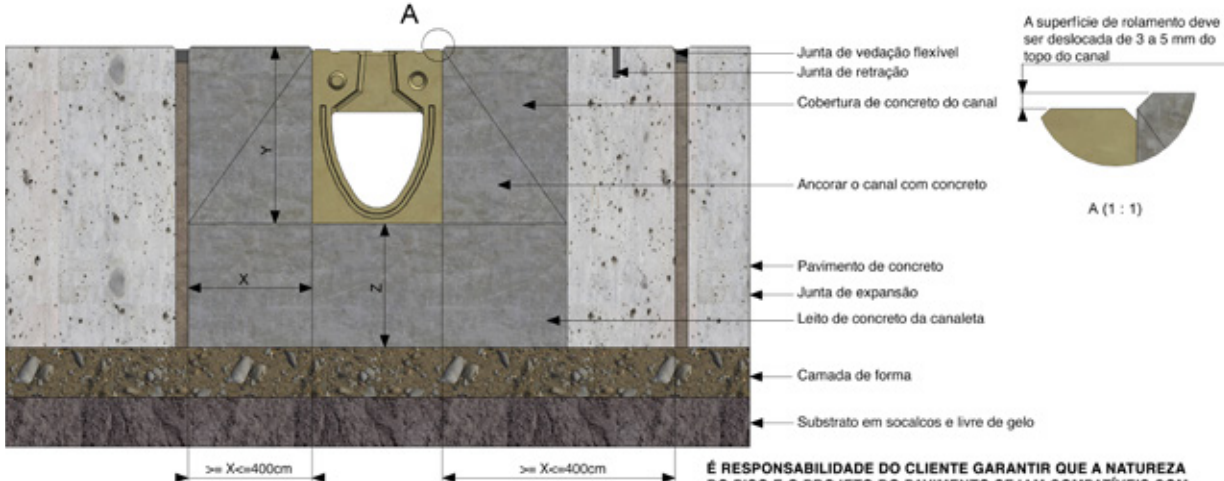 A
A superfície de rolamento deve
ser deslocada de 3 a 5 mm do
topo do canal
Junta de vedação flexível
Junta de retração
Cobertura de concreto do canal
Y
Ancorar o canal com concreto
A (1 : 1)
Pavimento de concreto
X
Z
Junta de expansão
Leito de concreto da canaleta
Camada de forma
Substrato em socalcos e livre de gelo
>= X<=400cm
>= X<=400cm
É RESPONSABILIDADE DO CLIENTE GARANTIR QUE A NATUREZA